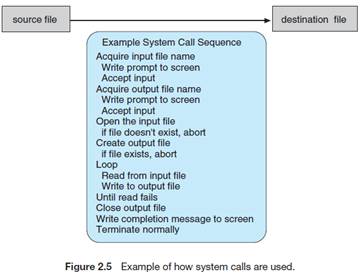 source file
destination file
Example System Call Sequence
Acquire input file name
Write prompt to screen
Accept input
Acquire output file name
Write prompt to screen
Accept input
Open the input file
if file doesn't exist, abort
Create output file
if file exists, abort
Loop
Read from input file
Write to output file
Until read fails
Close output file
Write completion message to screen
Terminate normally
Figure 2.5 Example of how system calls are used.